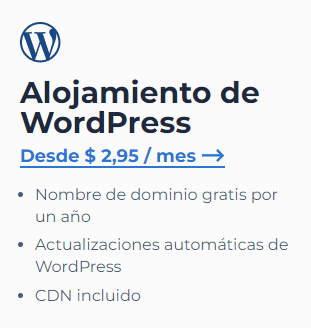 Alojamiento de
WordPress
Desde $ 2,95 / mes →
• Nombre de dominio gratis por
un año
• Actualizaciones automáticas de
WordPress
• CDN incluido